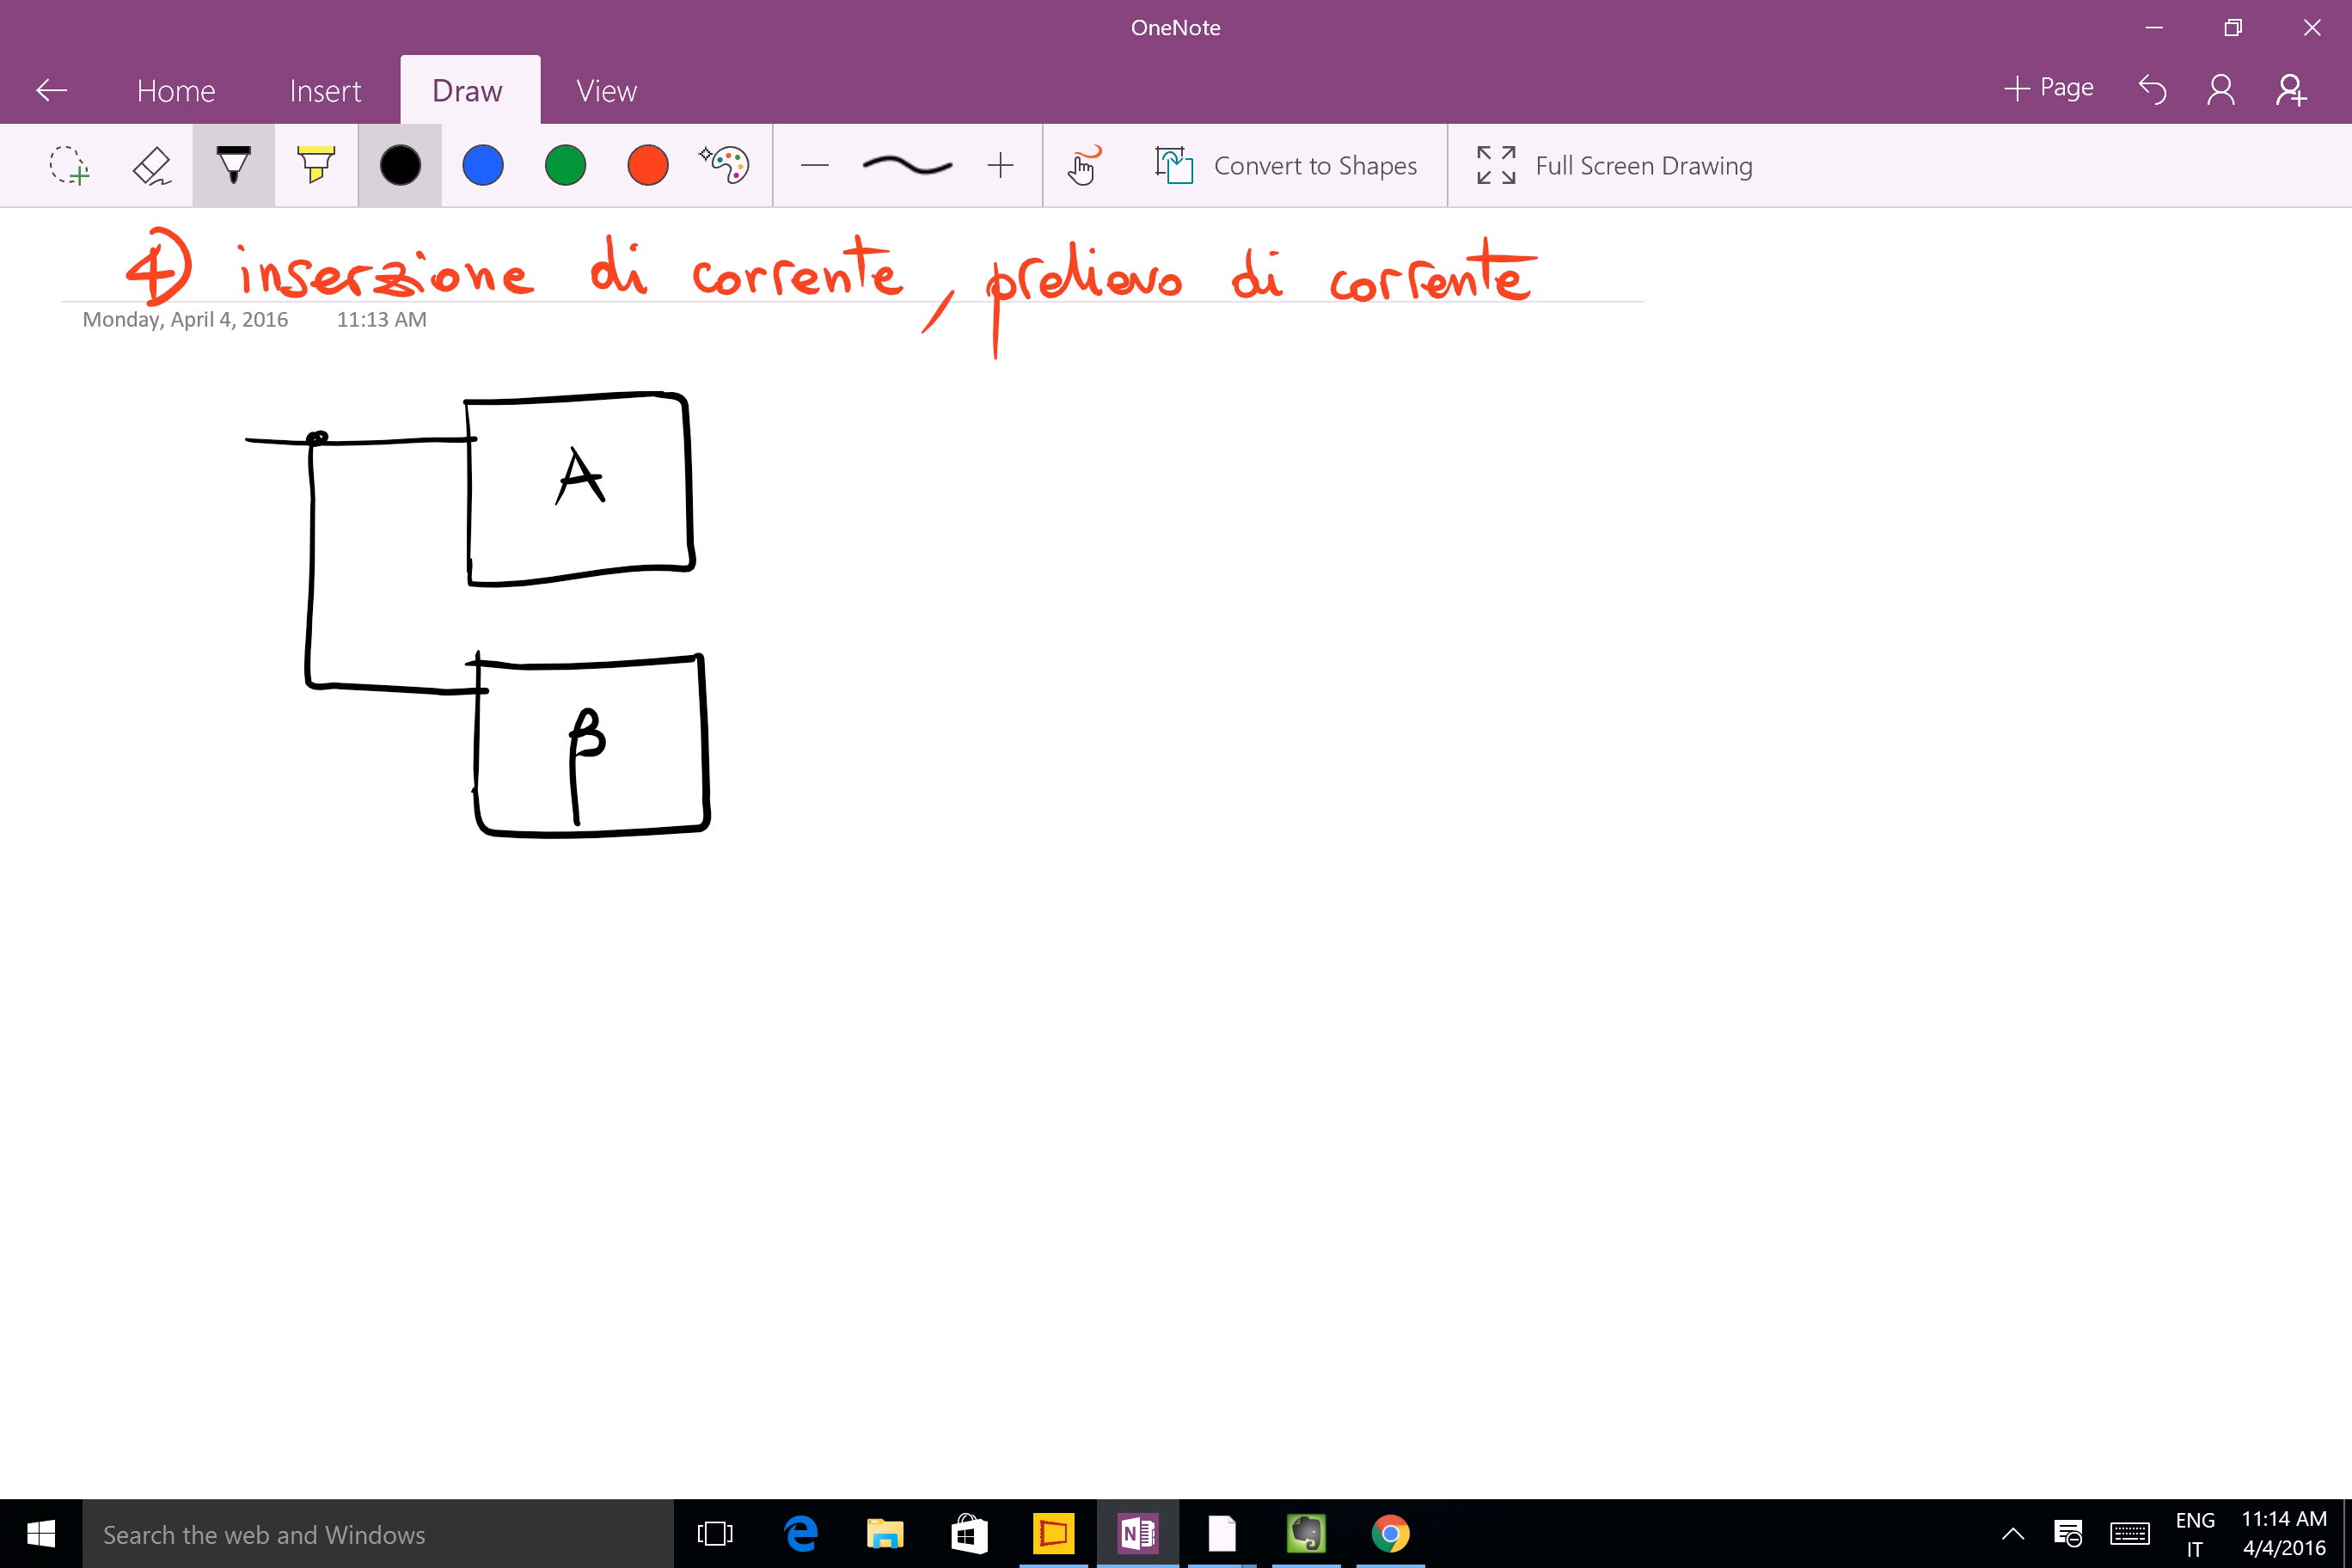 OneNote
Home Insert Draw View + Page
Convert to Shapes Full Screen Drawing
4) inserzione di corrente, prelievo di corrente
Monday, April 4, 2016 11:13 AM
A
β
Search the web and Windows
ENG 11:14 AM
IT 4/4/2016